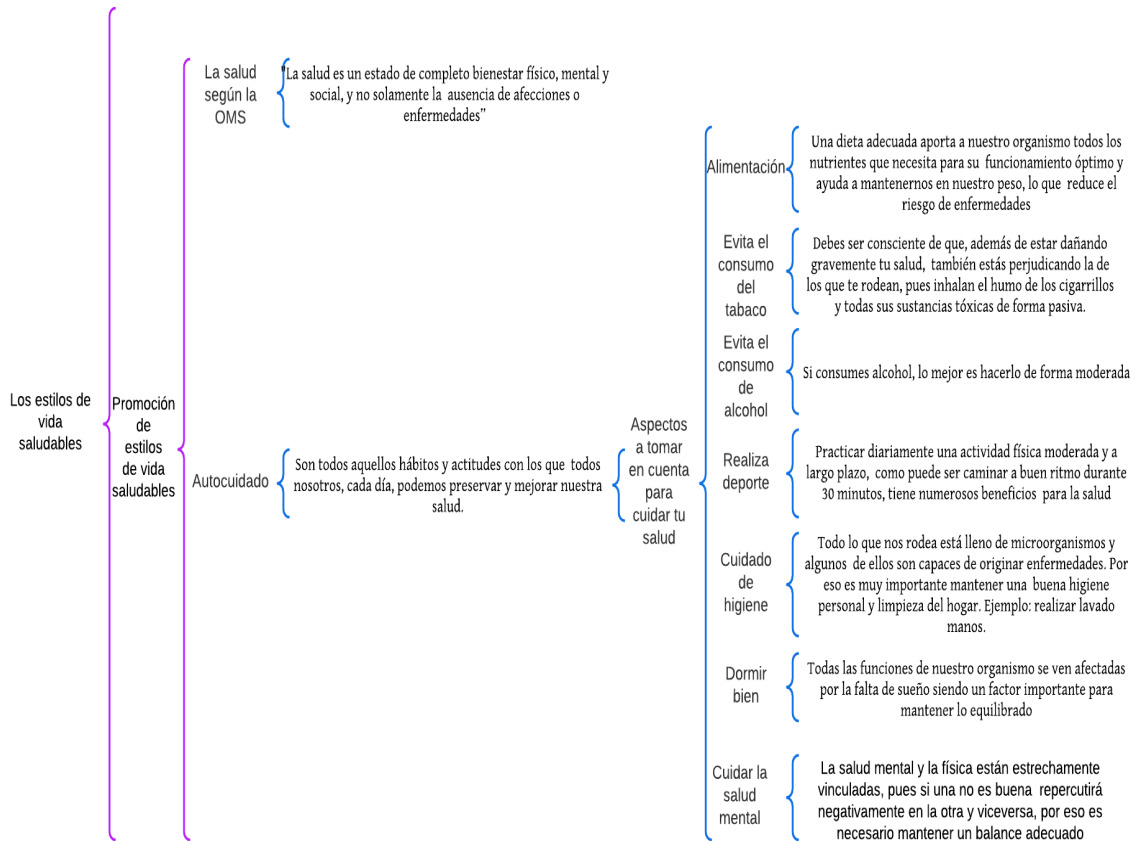 Los estilos de
vida
saludables
Promoción
de
estilos
de vida
saludables
La salud
según la
OMS
"La salud es un estado de completo bienestar físico, mental y
social, y no solamente la ausencia de afecciones o
enfermedades”
Autocuidado
Son todos aquellos hábitos y actitudes con los que todos
nosotros, cada día, podemos preservar y mejorar nuestra
salud.
Aspectos
a tomar
en cuenta
para
cuidar tu
salud
Alimentación
Una dieta adecuada aporta a nuestro organismo todos los
nutrientes que necesita para su funcionamiento óptimo y
ayuda a mantenernos en nuestro peso, lo que reduce el
riesgo de enfermedades
Evita el
consumo
del
tabaco
Debes ser consciente de que, además de estar dañando
gravemente tu salud, también estás perjudicando la de
los que te rodean, pues inhalan el humo de los cigarrillos
y todas sus sustancias tóxicas de forma pasiva.
Evita el
consumo
de
alcohol
Si consumes alcohol, lo mejor es hacerlo de forma moderada
Realiza
deporte
Practicar diariamente una actividad física moderada y a
largo plazo, como puede ser caminar a buen ritmo durante
30 minutos, tiene numerosos beneficios para la salud
Cuidado
de
higiene
Todo lo que nos rodea está lleno de microorganismos y
algunos de ellos son capaces de originar enfermedades. Por
eso es muy importante mantener una buena higiene
personal y limpieza del hogar. Ejemplo: realizar lavado
manos.
Dormir
bien
Todas las funciones de nuestro organismo se ven afectadas
por la falta de sueño siendo un factor importante para
mantener lo equilibrado
Cuidar la
salud
mental
La salud mental y la física están estrechamente
vinculadas, pues si una no es buena repercutirá
negativamente en la otra y viceversa, por eso es
necesario mantener un balance adecuado